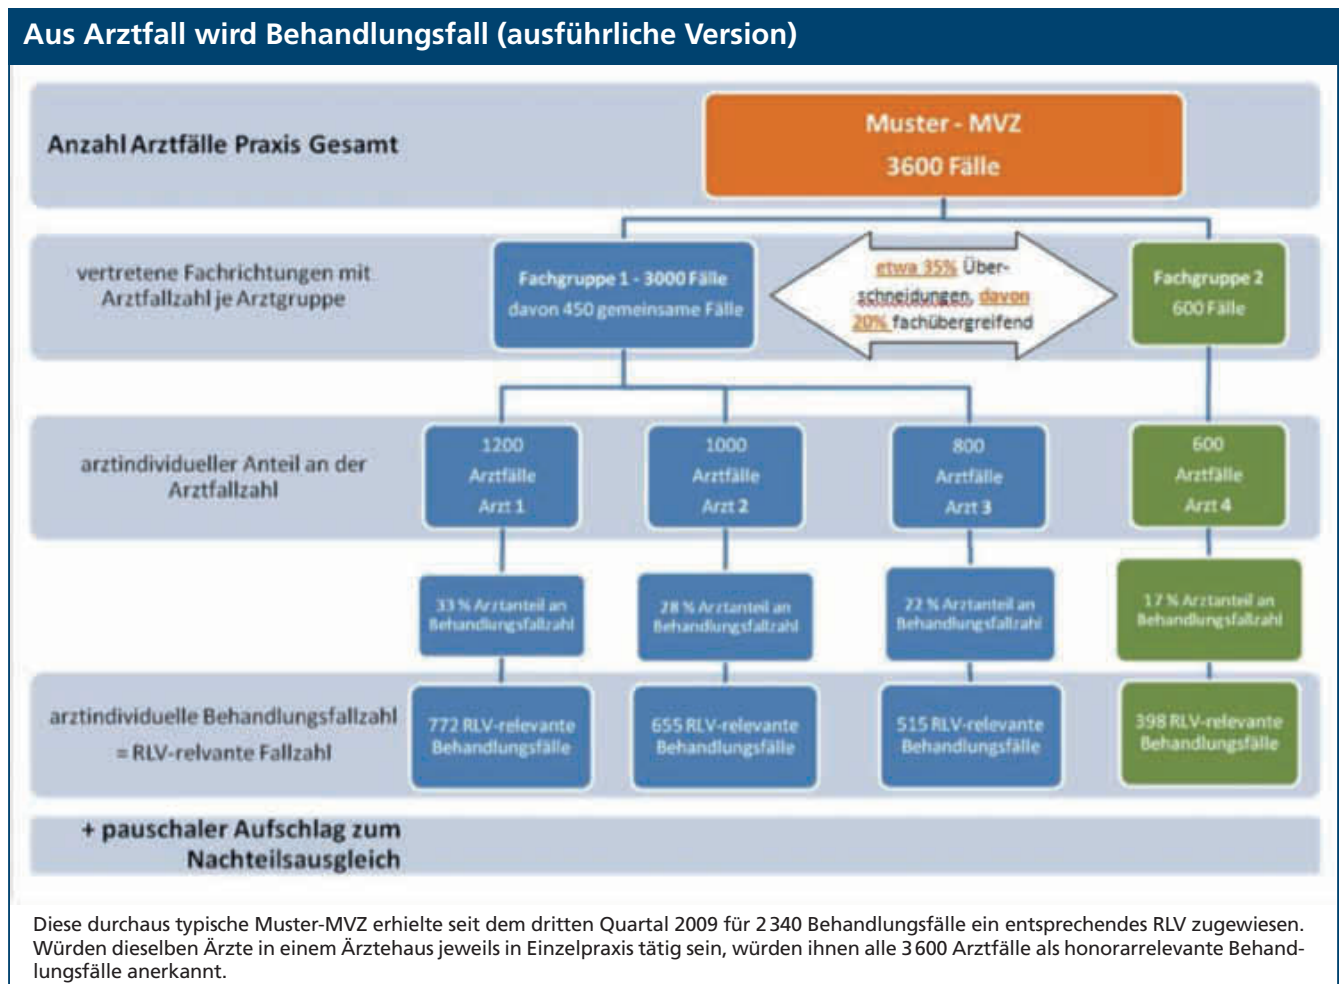 Aus Arztfall wird Behandlungsfall (ausführliche Version)
Anzahl Arztfälle Praxis Gesamt
Muster - MVZ
3600 Fälle
vertretene Fachrichtungen mit
Arztfallzahl je Arztgruppe
Fachgruppe 1 - 3000 Fälle
davon 450 gemeinsame Fälle
etwa 35% Über-
schneidungen, davon
20% fachübergreifend
Fachgruppe 2
600 Fälle
arztindividueller Anteil an der
Arztfallzahl
1200
Arztfälle
Arzt 1
1000
Arztfälle
Arzt 2
800
Arztfälle
Arzt 3
600
Arztfälle
Arzt 4
33 % Arztanteil an
Behandlungsfallzahl
28 % Arztanteil an
Behandlungsfallzahl
22 % Arztanteil an
Behandlungsfallzahl
17 % Arztanteil an
Behandlungsfallzahl
arztindividuelle Behandlungsfallzahl
= RLV-relvante Fallzahl
772 RLV-relevante
Behandlungsfälle
655 RLV-relevante
Behandlungsfälle
515 RLV-relevante
Behandlungsfälle
398 RLV-relevante
Behandlungsfälle
+ pauschaler Aufschlag zum
Nachteilsausgleich
Diese durchaus typische Muster-MVZ erhielte seit dem dritten Quartal 2009 für 2 340 Behandlungsfälle ein entsprechendes RLV zugewiesen.
Würden dieselben Ärzte in einem Ärztehaus jeweils in Einzelpraxis tätig sein, würden ihnen alle 3 600 Arztfälle als honorarrelevante Behand-
lungsfälle anerkannt.